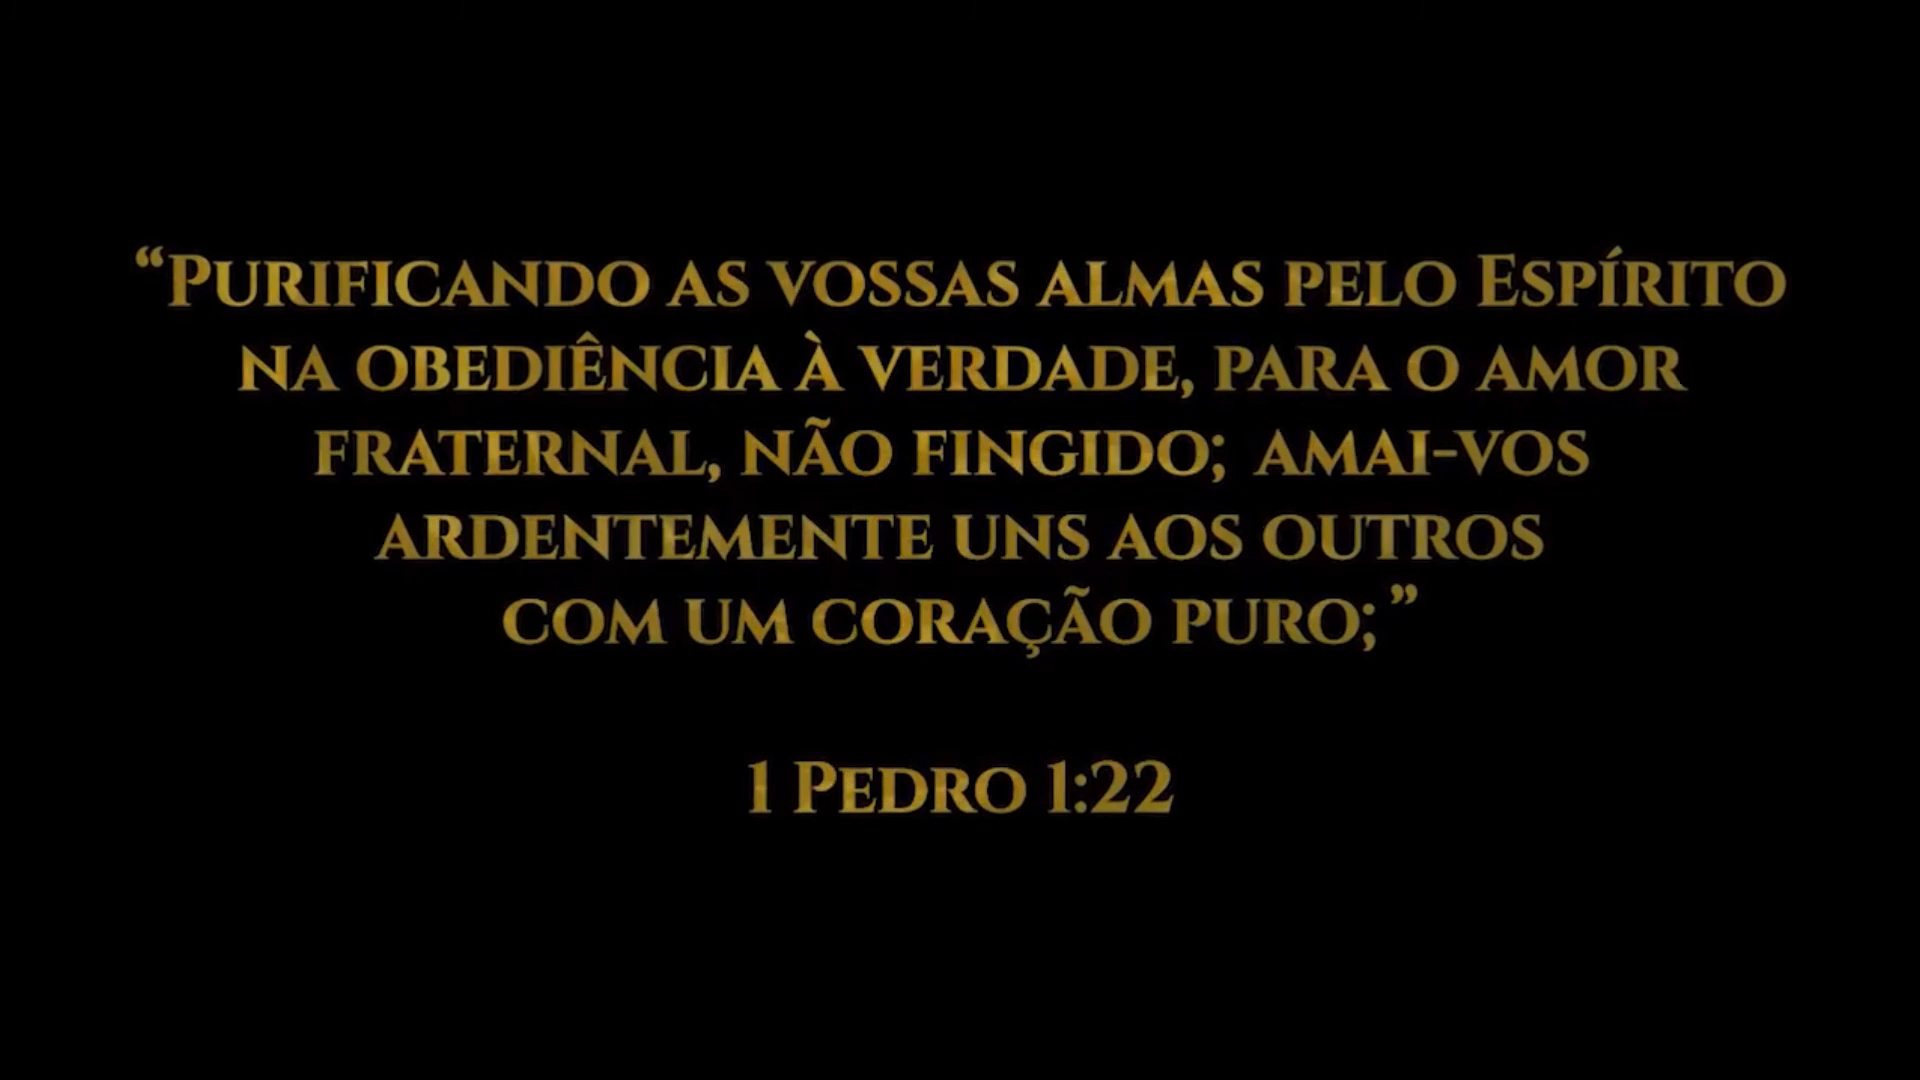 “Purificando as vossas almas pelo Espírito
na obediência à verdade, para o amor
fraternal, não fingido; amai-vos
ardentemente uns aos outros
com um coração puro;”
1 Pedro 1:22